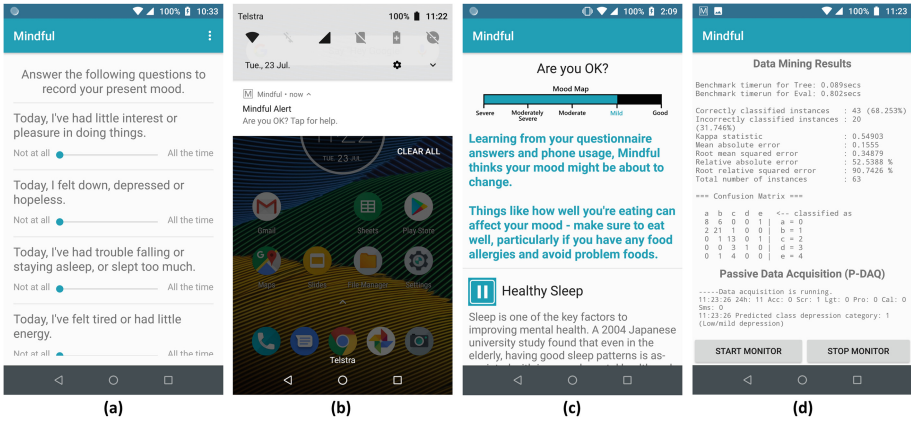 100% 10:33
Mindful
Answer the following questions to
record your present mood.
Today, I've had little interest or
pleasure in doing things.
Not at all All the time
Today, I felt down, depressed or
hopeless.
Not at all All the time
Today, I've had trouble falling or
staying asleep, or slept too much.
Not at all All the time
Today, I've felt tired or had little
energy.
Not at all All the time
(a)
Telstra 100% 11:22
Tue., 23 Jul.
M Mindful • now
Mindful Alert
Are you OK? Tap for help.
12
TUE 23 JUL
CLEAR ALL
Gmail Sheets Play Store
Maps Slides File Manager Settings
Telstra
(b)
100% 2:09
Mindful
Are you OK?
Mood Map
Severe Moderately Severe Moderate Mild Good
Learning from your questionnaire
answers and phone usage, Mindful
thinks your mood might be about to
change.
Things like how well you're eating can
affect your mood - make sure to eat
well, particularly if you have any food
allergies and avoid problem foods.
Healthy Sleep
Sleep is one of the key factors to
improving mental health. A 2004 Japanese
university study found that even in the
elderly, having good sleep patterns is as-
(c)
M 100% 11:23
Mindful
Data Mining Results
Benchmark timerun for Tree: 0.089secs
Benchmark timerun for Eval: 0.802secs
Correctly classified instances : 43 (68.253%)
Incorrectly classified instances : 20
(31.746%)
Kappa statistic : 0.54903
Mean absolute error : 0.1555
Root mean squared error : 0.34879
Relative absolute error : 52.5388 %
Root relative squared error : 90.7426 %
Total number of instances : 63
=== Confusion Matrix ===
a b c d e <-- classified as
8 6 0 0 1 | a = 0
2 21 1 0 0 | b = 1
0 1 13 0 1 | c = 2
0 0 3 1 0 | d = 3
0 1 4 0 0 | e = 4
Passive Data Acquisition (P-DAQ)
-----Data acquisition is running.
11:23:26 24h: 11 Acc: 0 Scr: 1 Lgt: 0 Pro: 0 Cal: 0
Sms: 0
11:23:26 Predicted class depression category: 1
(Low/mild depression)
START MONITOR STOP MONITOR
(d)